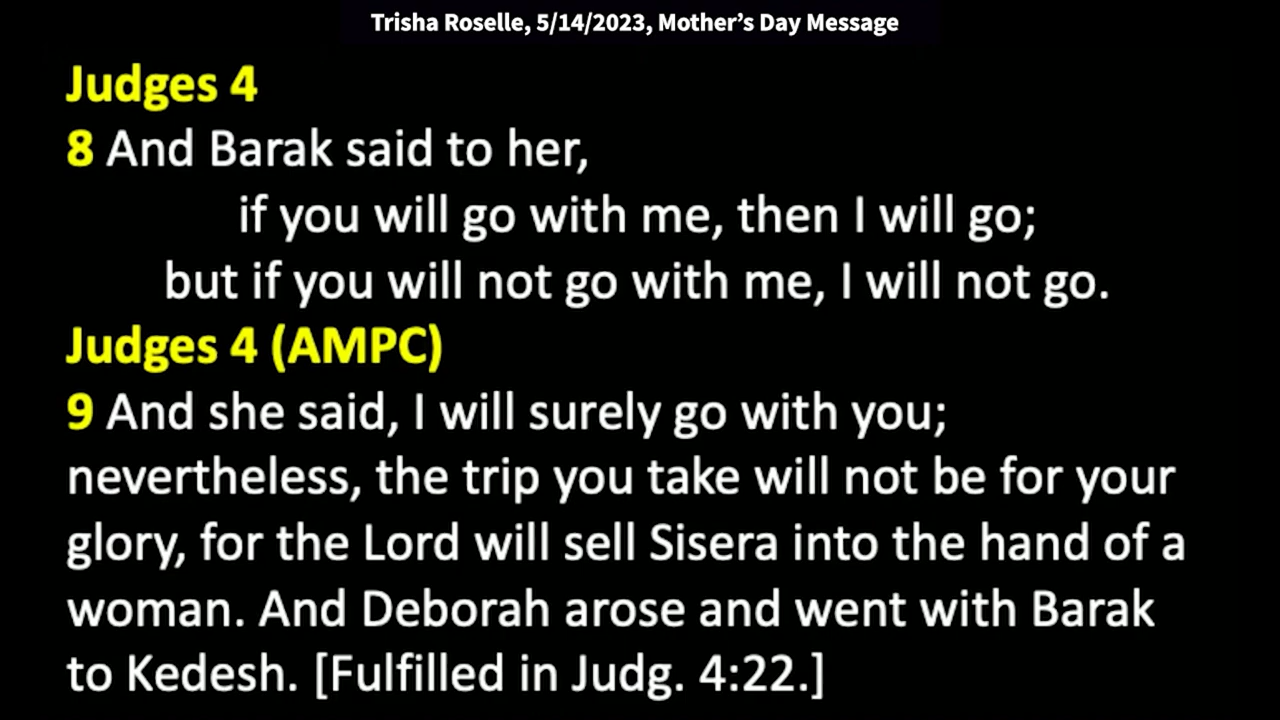 Trisha Roselle, 5/14/2023, Mother’s Day Message
Judges 4
8 And Barak said to her,
if you will go with me, then I will go;
but if you will not go with me, I will not go.
Judges 4 (AMPC)
9 And she said, I will surely go with you;
nevertheless, the trip you take will not be for your
glory, for the Lord will sell Sisera into the hand of a
woman. And Deborah arose and went with Barak
to Kedesh. [Fulfilled in Judg. 4:22.]